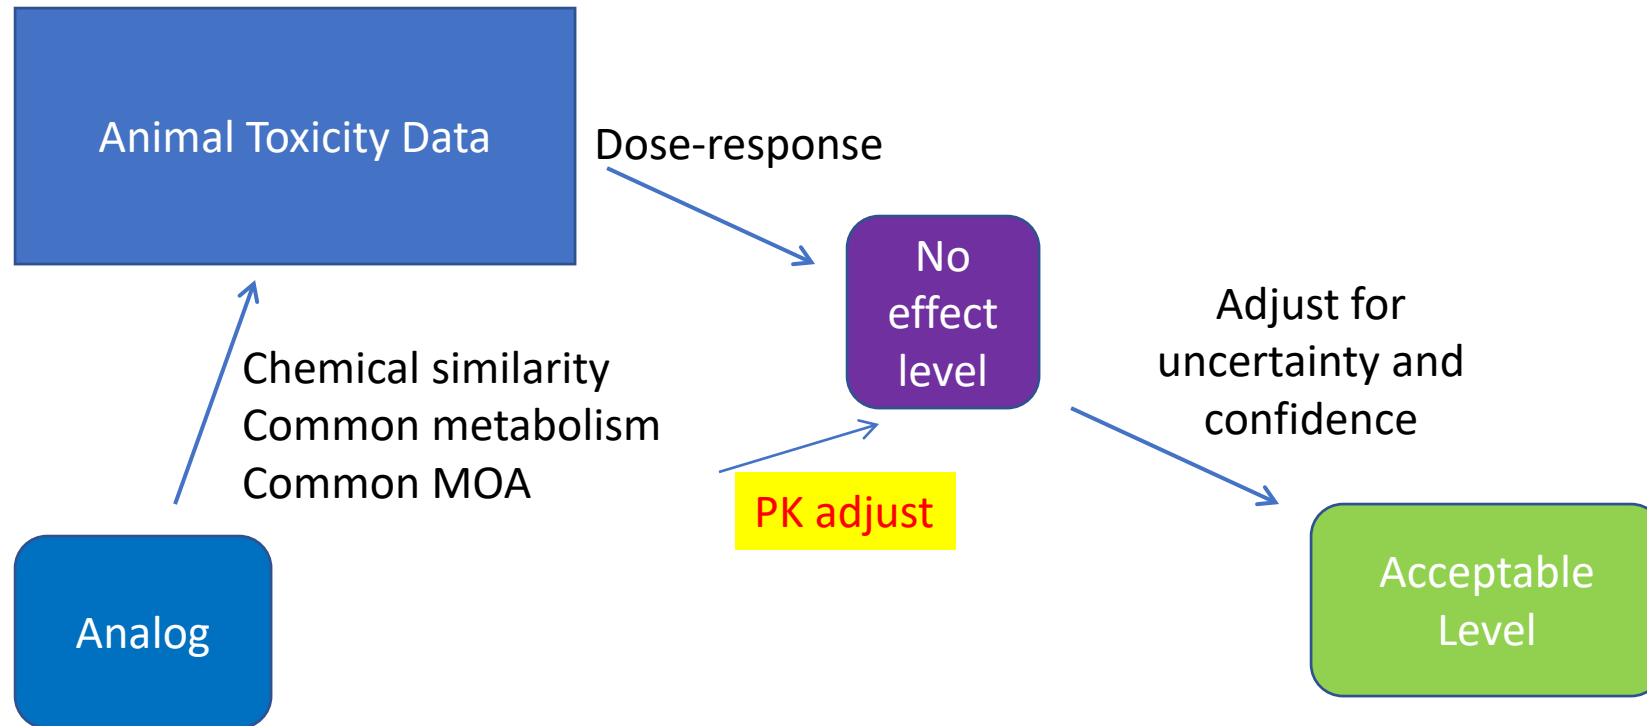 Animal Toxicity Data
Dose-response
No
effect
level
Adjust for
uncertainty and
confidence
Chemical similarity
Common metabolism
Common MOA
PK adjust
Analog
Acceptable
Level